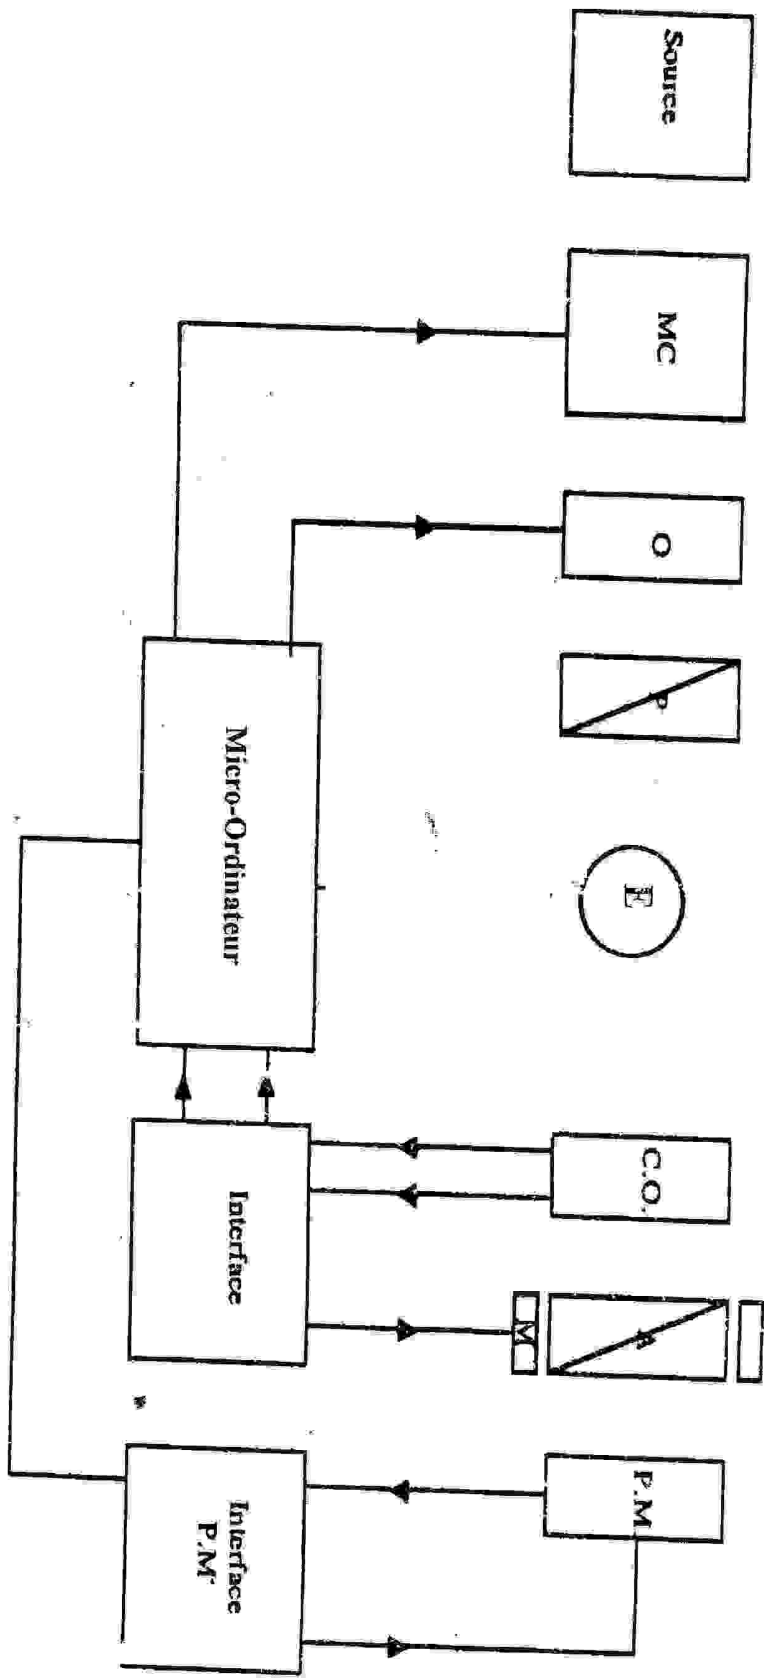 Source
MC
O
P
E
C.O.
A
M
P.M
Micro-Ordinateur
Interface
Interface
P.M